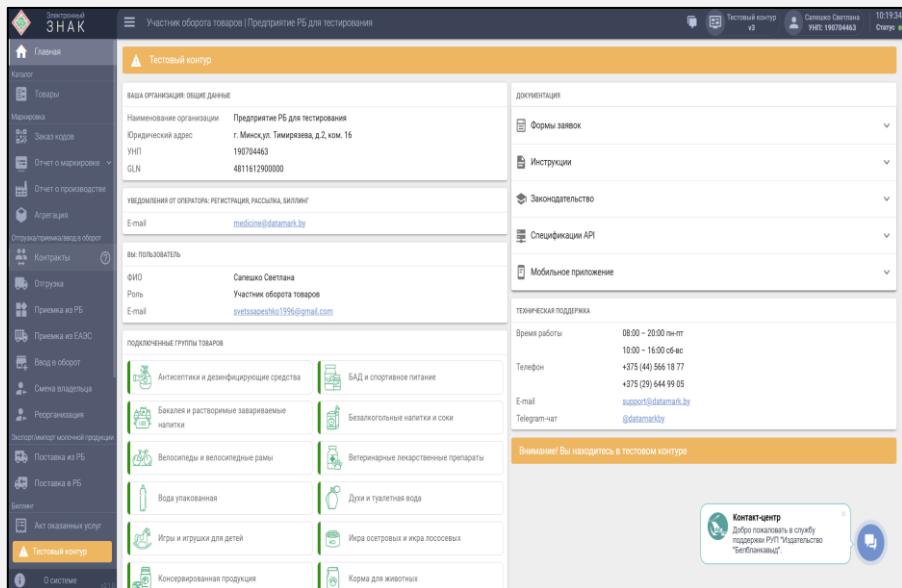 Электронный
ЗНАК
Участник оборота товаров | Предприятие РБ для тестирования
Тестовый контур
v3
Сапешко Светлана
УНП: 190704463
10:19:34
Статус
Главная
Каталог
Товары
Маркировка
Заказ кодов
Отчет о маркировке
Отчет о производстве
Агрегация
Отгрузка/приемка/ввод в оборот
Контракты
Отгрузка
Приемка из РБ
Приемка из ЕАЭС
Ввод в оборот
Смена владельца
Реорганизация
Экспорт/импорт молочной продукции
Поставка из РБ
Поставка в РБ
Биллинг
Акт оказанных услуг
Тестовый контур
О системе
Тестовый контур
ВАША ОРГАНИЗАЦИЯ: ОБЩИЕ ДАННЫЕ
Наименование организации Предприятие РБ для тестирования
Юридический адрес г. Минск,ул. Тимирязева, д.2, ком. 16
УНП 190704463
GLN 4811612900000
УВЕДОМЛЕНИЯ ОТ ОПЕРАТОРА: РЕГИСТРАЦИЯ, РАССЫЛКА, БИЛЛИНГ
E-mail medicine@datamark.by
ВЫ: ПОЛЬЗОВАТЕЛЬ
ФИО Сапешко Светлана
Роль Участник оборота товаров
E-mail svetssapeshko1996@gmail.com
ПОДКЛЮЧЕННЫЕ ГРУППЫ ТОВАРОВ
Антисептики и дезинфицирующие средства
БАД и спортивное питание
Бакалея и растворимые завариваемые
напитки
Безалкогольные напитки и соки
Велосипеды и велосипедные рамы
Ветеринарные лекарственные препараты
Вода упакованная
Духи и туалетная вода
Игры и игрушки для детей
Икра осетровых и икра лососевых
Консервированная продукция
Корма для животных
ДОКУМЕНТАЦИЯ
Формы заявок
Инструкции
Законодательство
Спецификации API
Мобильное приложение
ТЕХНИЧЕСКАЯ ПОДДЕРЖКА
Время работы 08:00 – 20:00 пн-пт
10:00 – 16:00 сб-вс
Телефон +375 (44) 566 18 77
+375 (29) 644 99 05
E-mail support@datamark.by
Telegram-чат @datamarkby
Внимание! Вы находитесь в тестовом контуре
Контакт-центр
Добро пожаловать в службу
поддержки РУП "Издательство
"Белбланкавыд".